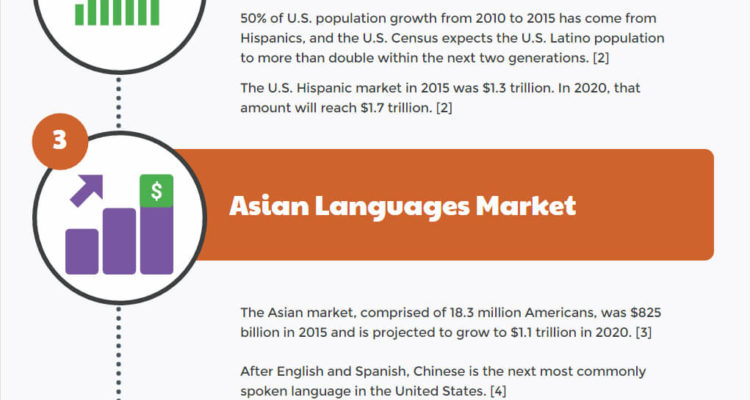 50% of U.S. population growth from 2010 to 2015 has come from
Hispanics, and the U.S. Census expects the U.S. Latino population
to more than double within the next two generations. [2]
The U.S. Hispanic market in 2015 was $1.3 trillion. In 2020, that
amount will reach $1.7 trillion. [2]
3
$
Asian Languages Market
The Asian market, comprised of 18.3 million Americans, was $825
billion in 2015 and is projected to grow to $1.1 trillion in 2020. [3]
After English and Spanish, Chinese is the next most commonly
spoken language in the United States. [4]